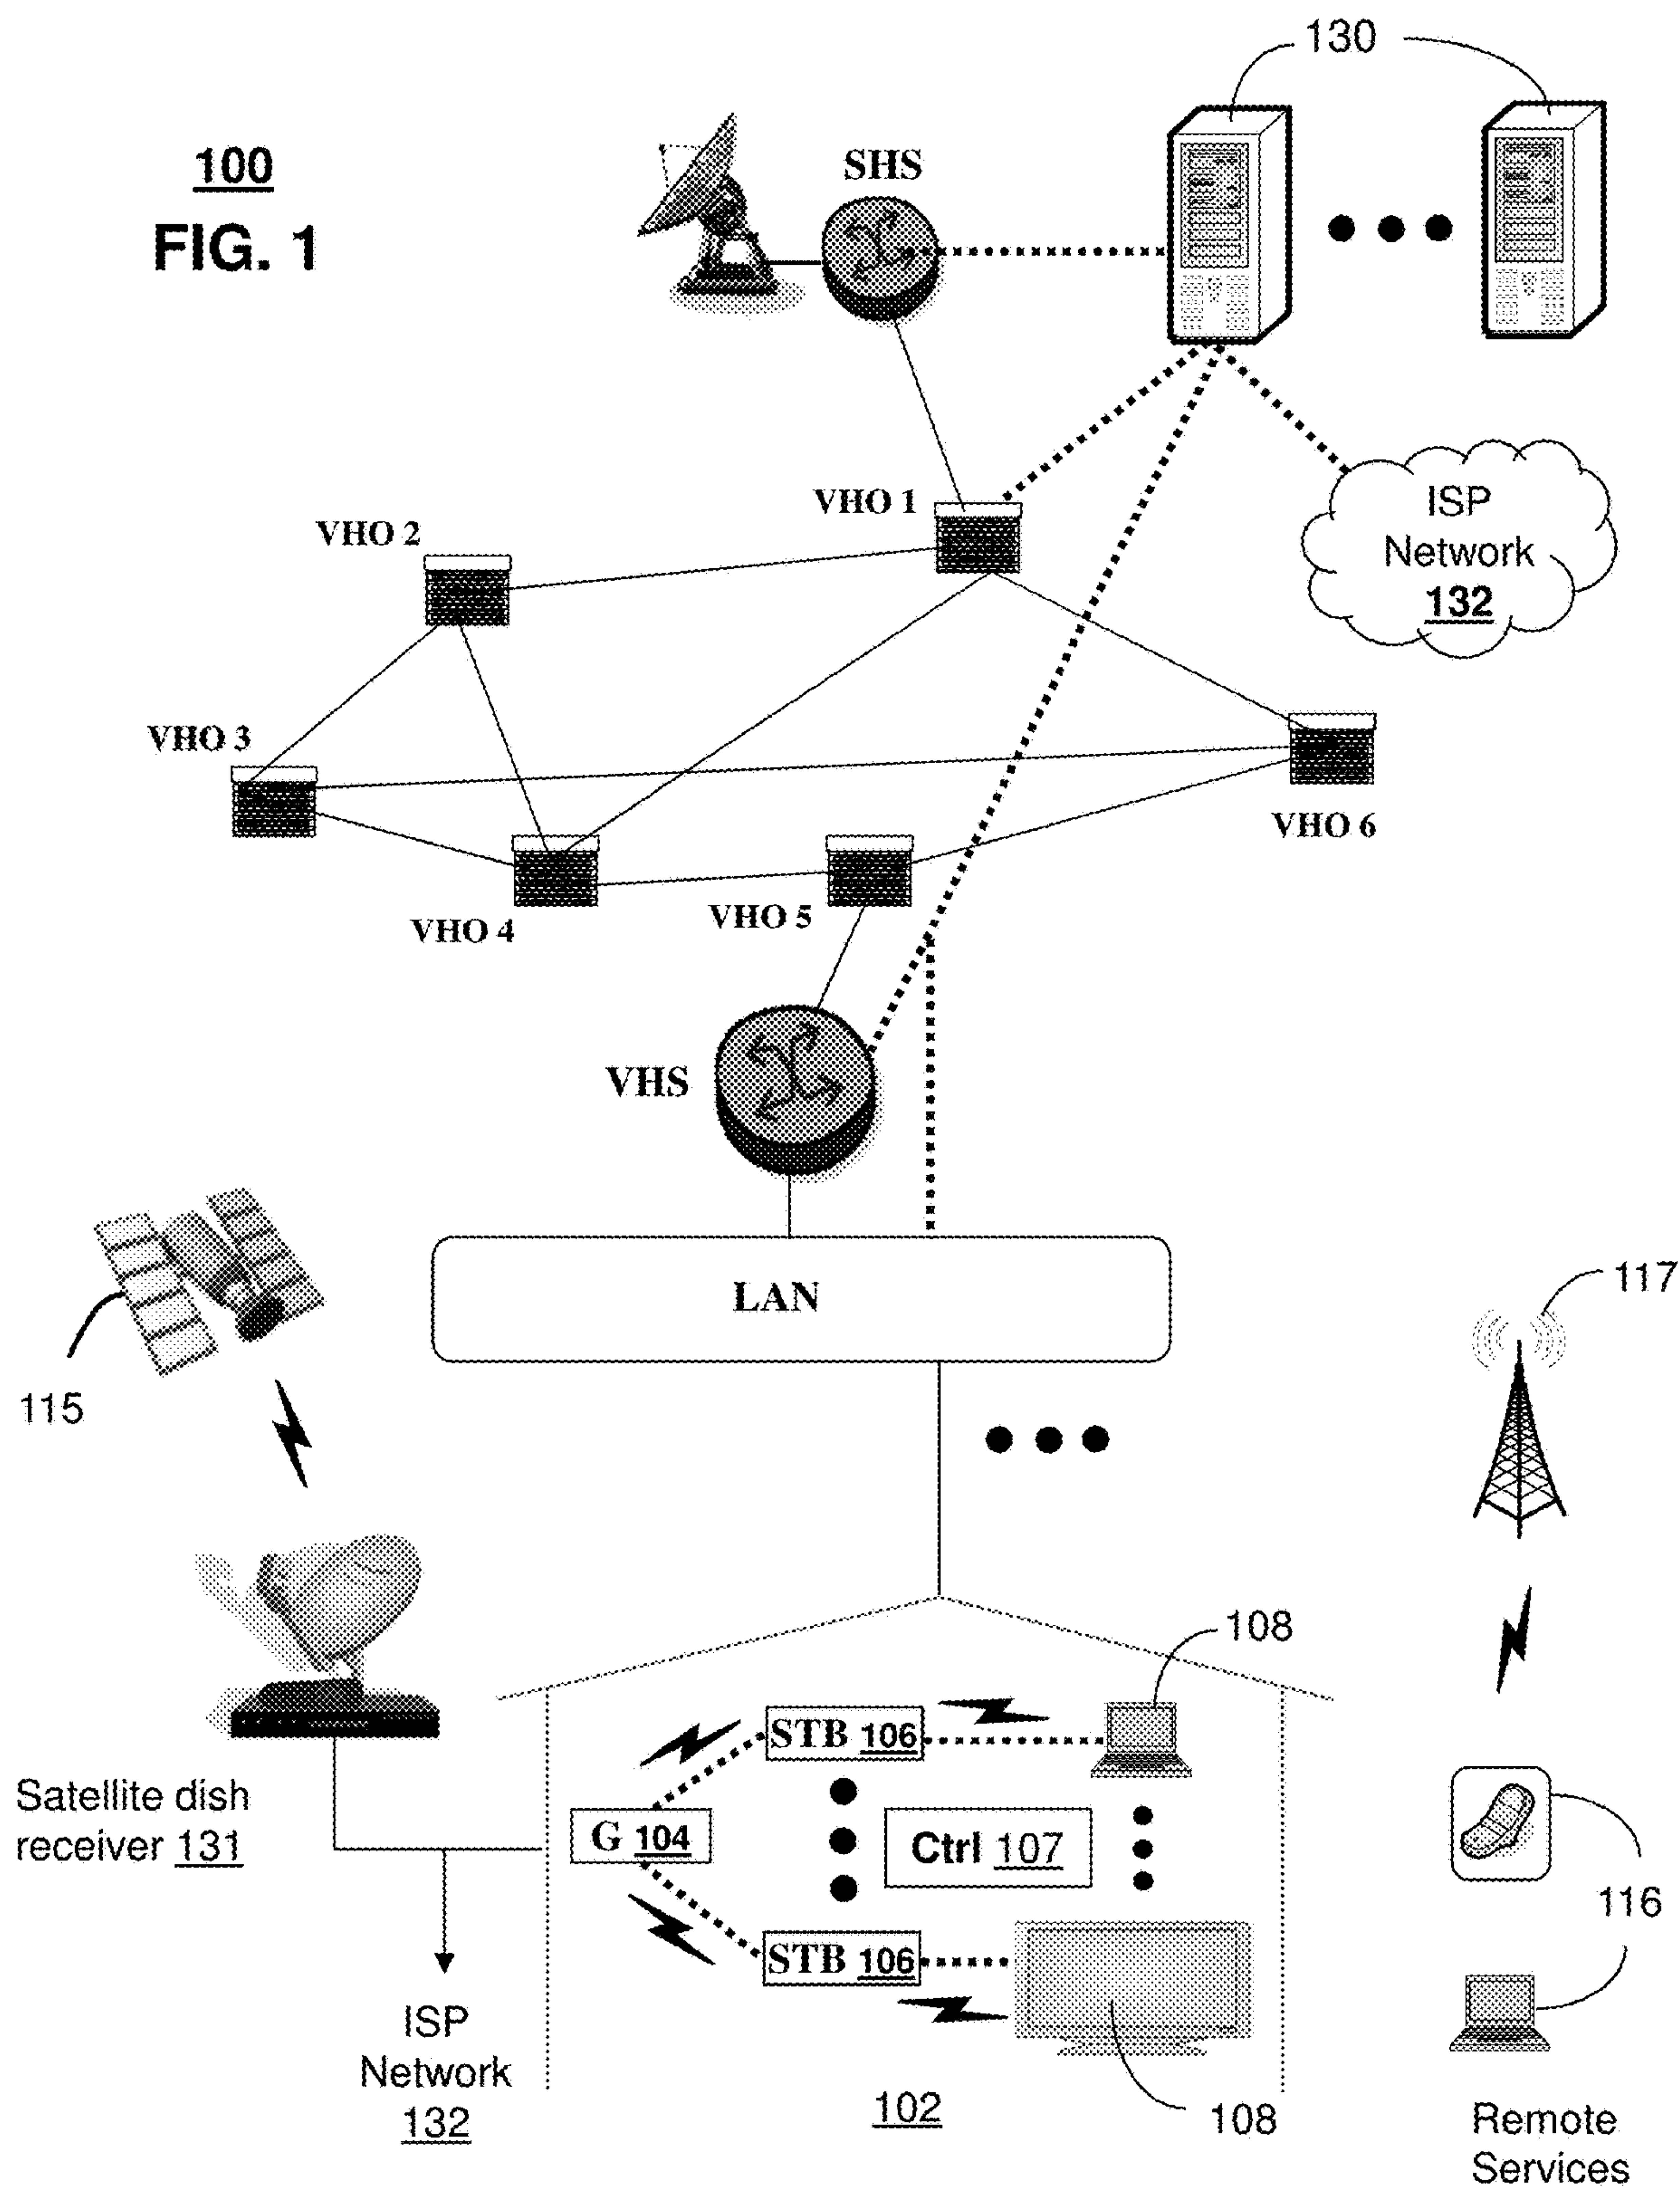 130
100
FIG. 1
SHS
ISP
Network
132
VHO 1
VHO 2
VHO 3
VHO 6
VHO 4
VHO 5
VHS
LAN
117
115
108
STB 106
Satellite dish
receiver 131
G 104
Ctrl 107
116
STB 106
ISP
Network
132
102
108
Remote
Services